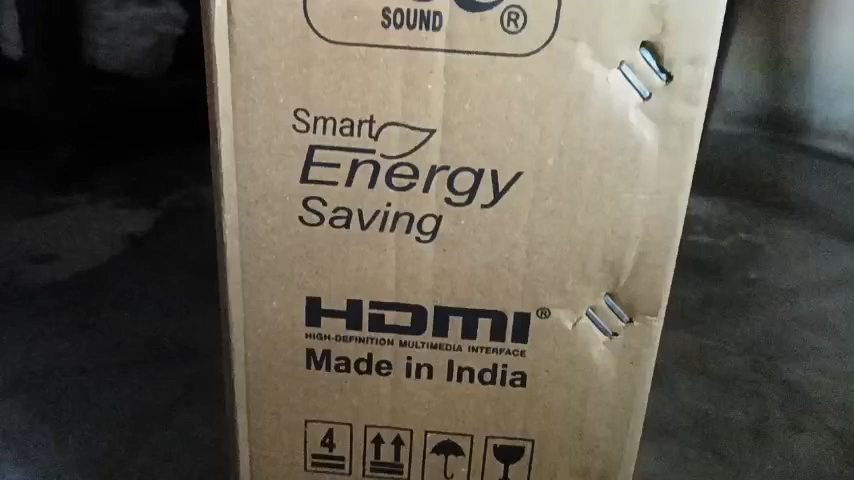 SOUND ®
Smart
Energy
Saving
HDMI®
HIGH-DEFINITION MULTIMEDIA INTERFACE
Made in India
4